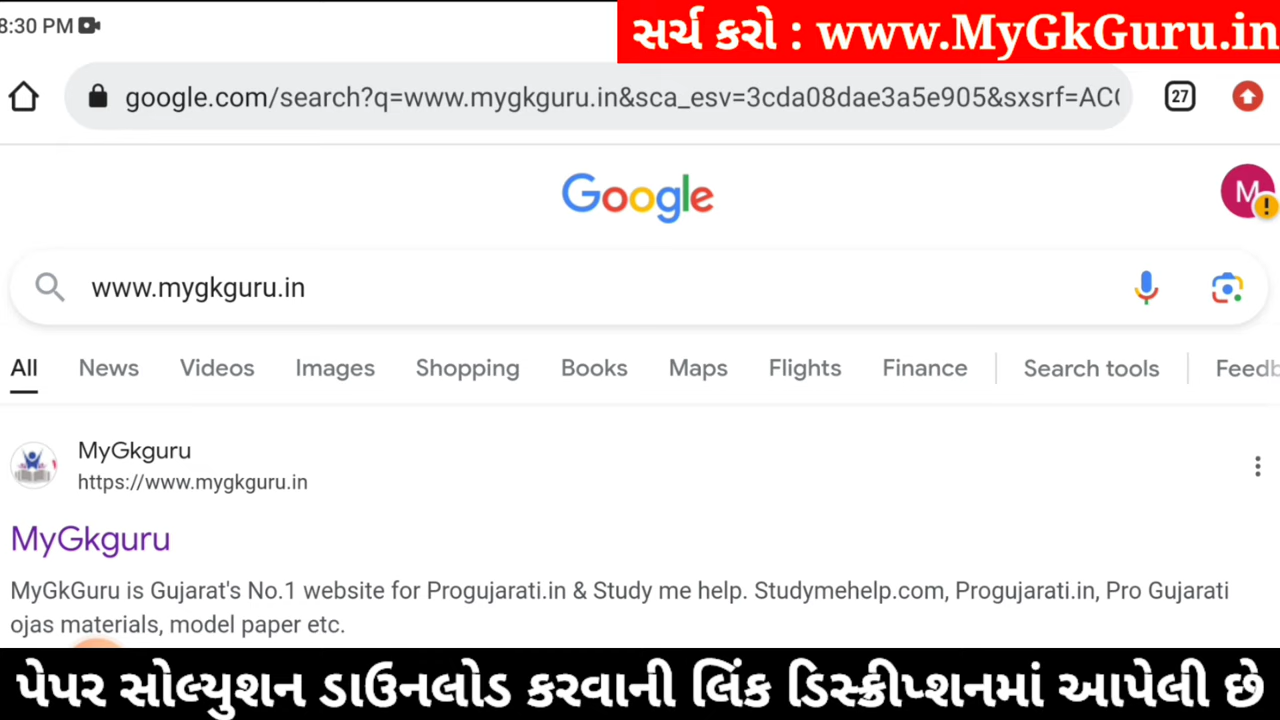 8:30 PM
સર્ચ કરો : www.MyGkGuru.in
google.com/search?q=www.mygkguru.in&sca_esv=3cda08dae3a5e905&sxsrf=AC
27
Google
M
www.mygkguru.in
All News Videos Images Shopping Books Maps Flights Finance Search tools Feedb
MyGkguru
https://www.mygkguru.in
MyGkguru
MyGkGuru is Gujarat's No.1 website for Progujarati.in & Study me help. Studymehelp.com, Progujarati.in, Pro Gujarati
ojas materials, model paper etc.
પેપર સોલ્યુશન ડાઉનલોડ કરવાની લિંક ડિસ્ક્રીપ્શનમાં આપેલી છે